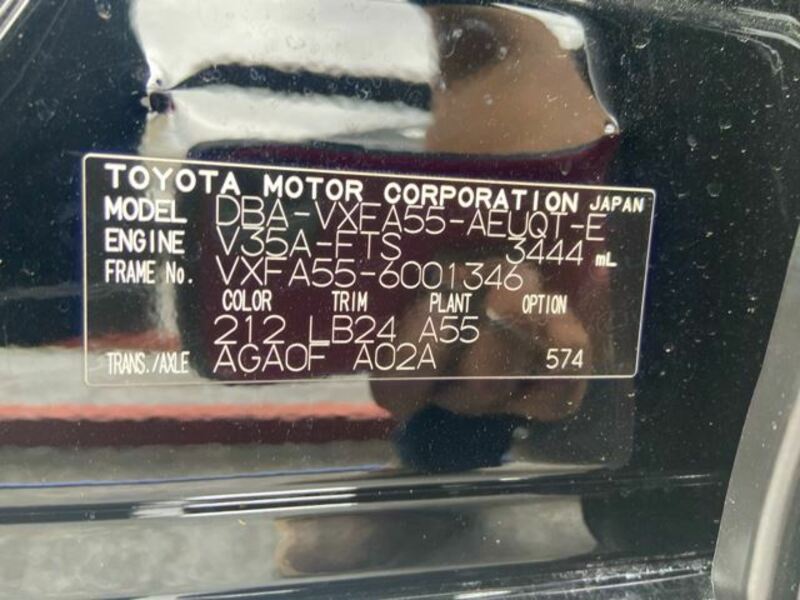 TOYOTA MOTOR CORPORATION JAPAN
MODEL DBA-VXFA55-AEUQT-E
ENGINE V35A-FTS 3444 mL
FRAME No. VXFA55-6001346
COLOR TRIM PLANT OPTION
212 LB24 A55
TRANS./AXLE AGA0F A02A 574